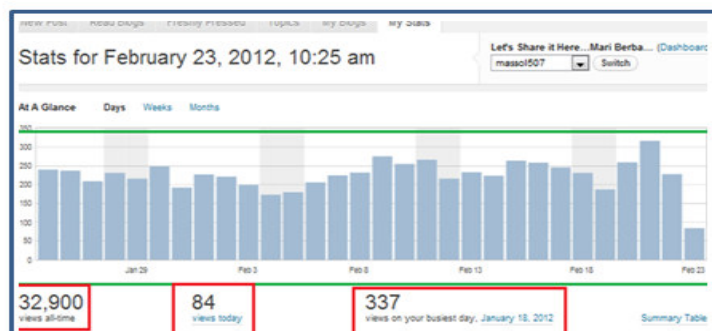 New Post Read Blogs Freshly Pressed Topics My Blogs My Stats
Stats for February 23, 2012, 10:25 am
Let's Share it Here...Mari Berba... (Dashboard
massol507 Switch
At A Glance Days Weeks Months
350
300
250
200
150
100
50
0
Jan 29 Feb 3 Feb 8 Feb 13 Feb 18 Feb 23
32,900 84 337
views all-time views today views on your busiest day, January 18, 2012 Summary Table